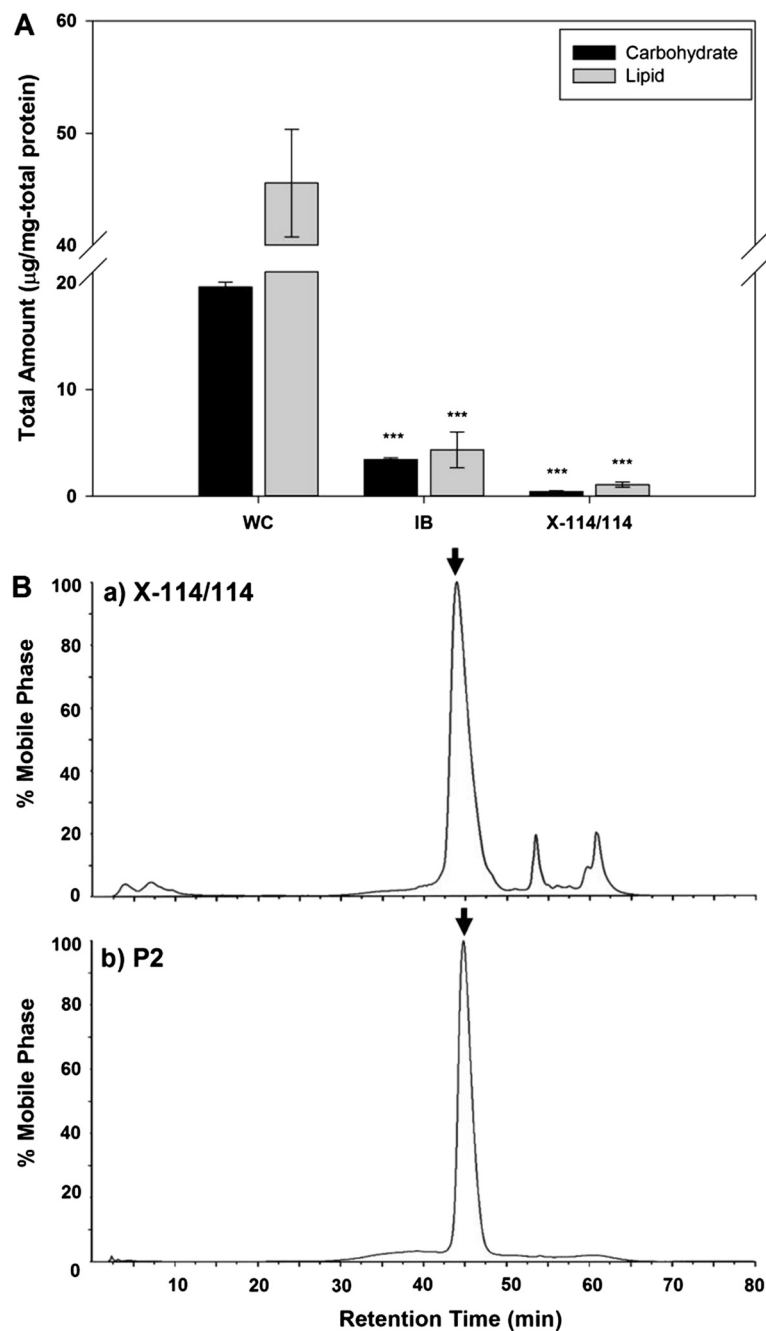 A
Total Amount (µg/mg-total protein)
60
50
40
20
10
0
Carbohydrate
Lipid
***
***
***
***
WC IB X-114/114
B
a) X-114/114
% Mobile Phase
100
80
60
40
20
0
b) P2
% Mobile Phase
100
80
60
40
20
0
10 20 30 40 50 60 70 80
Retention Time (min)